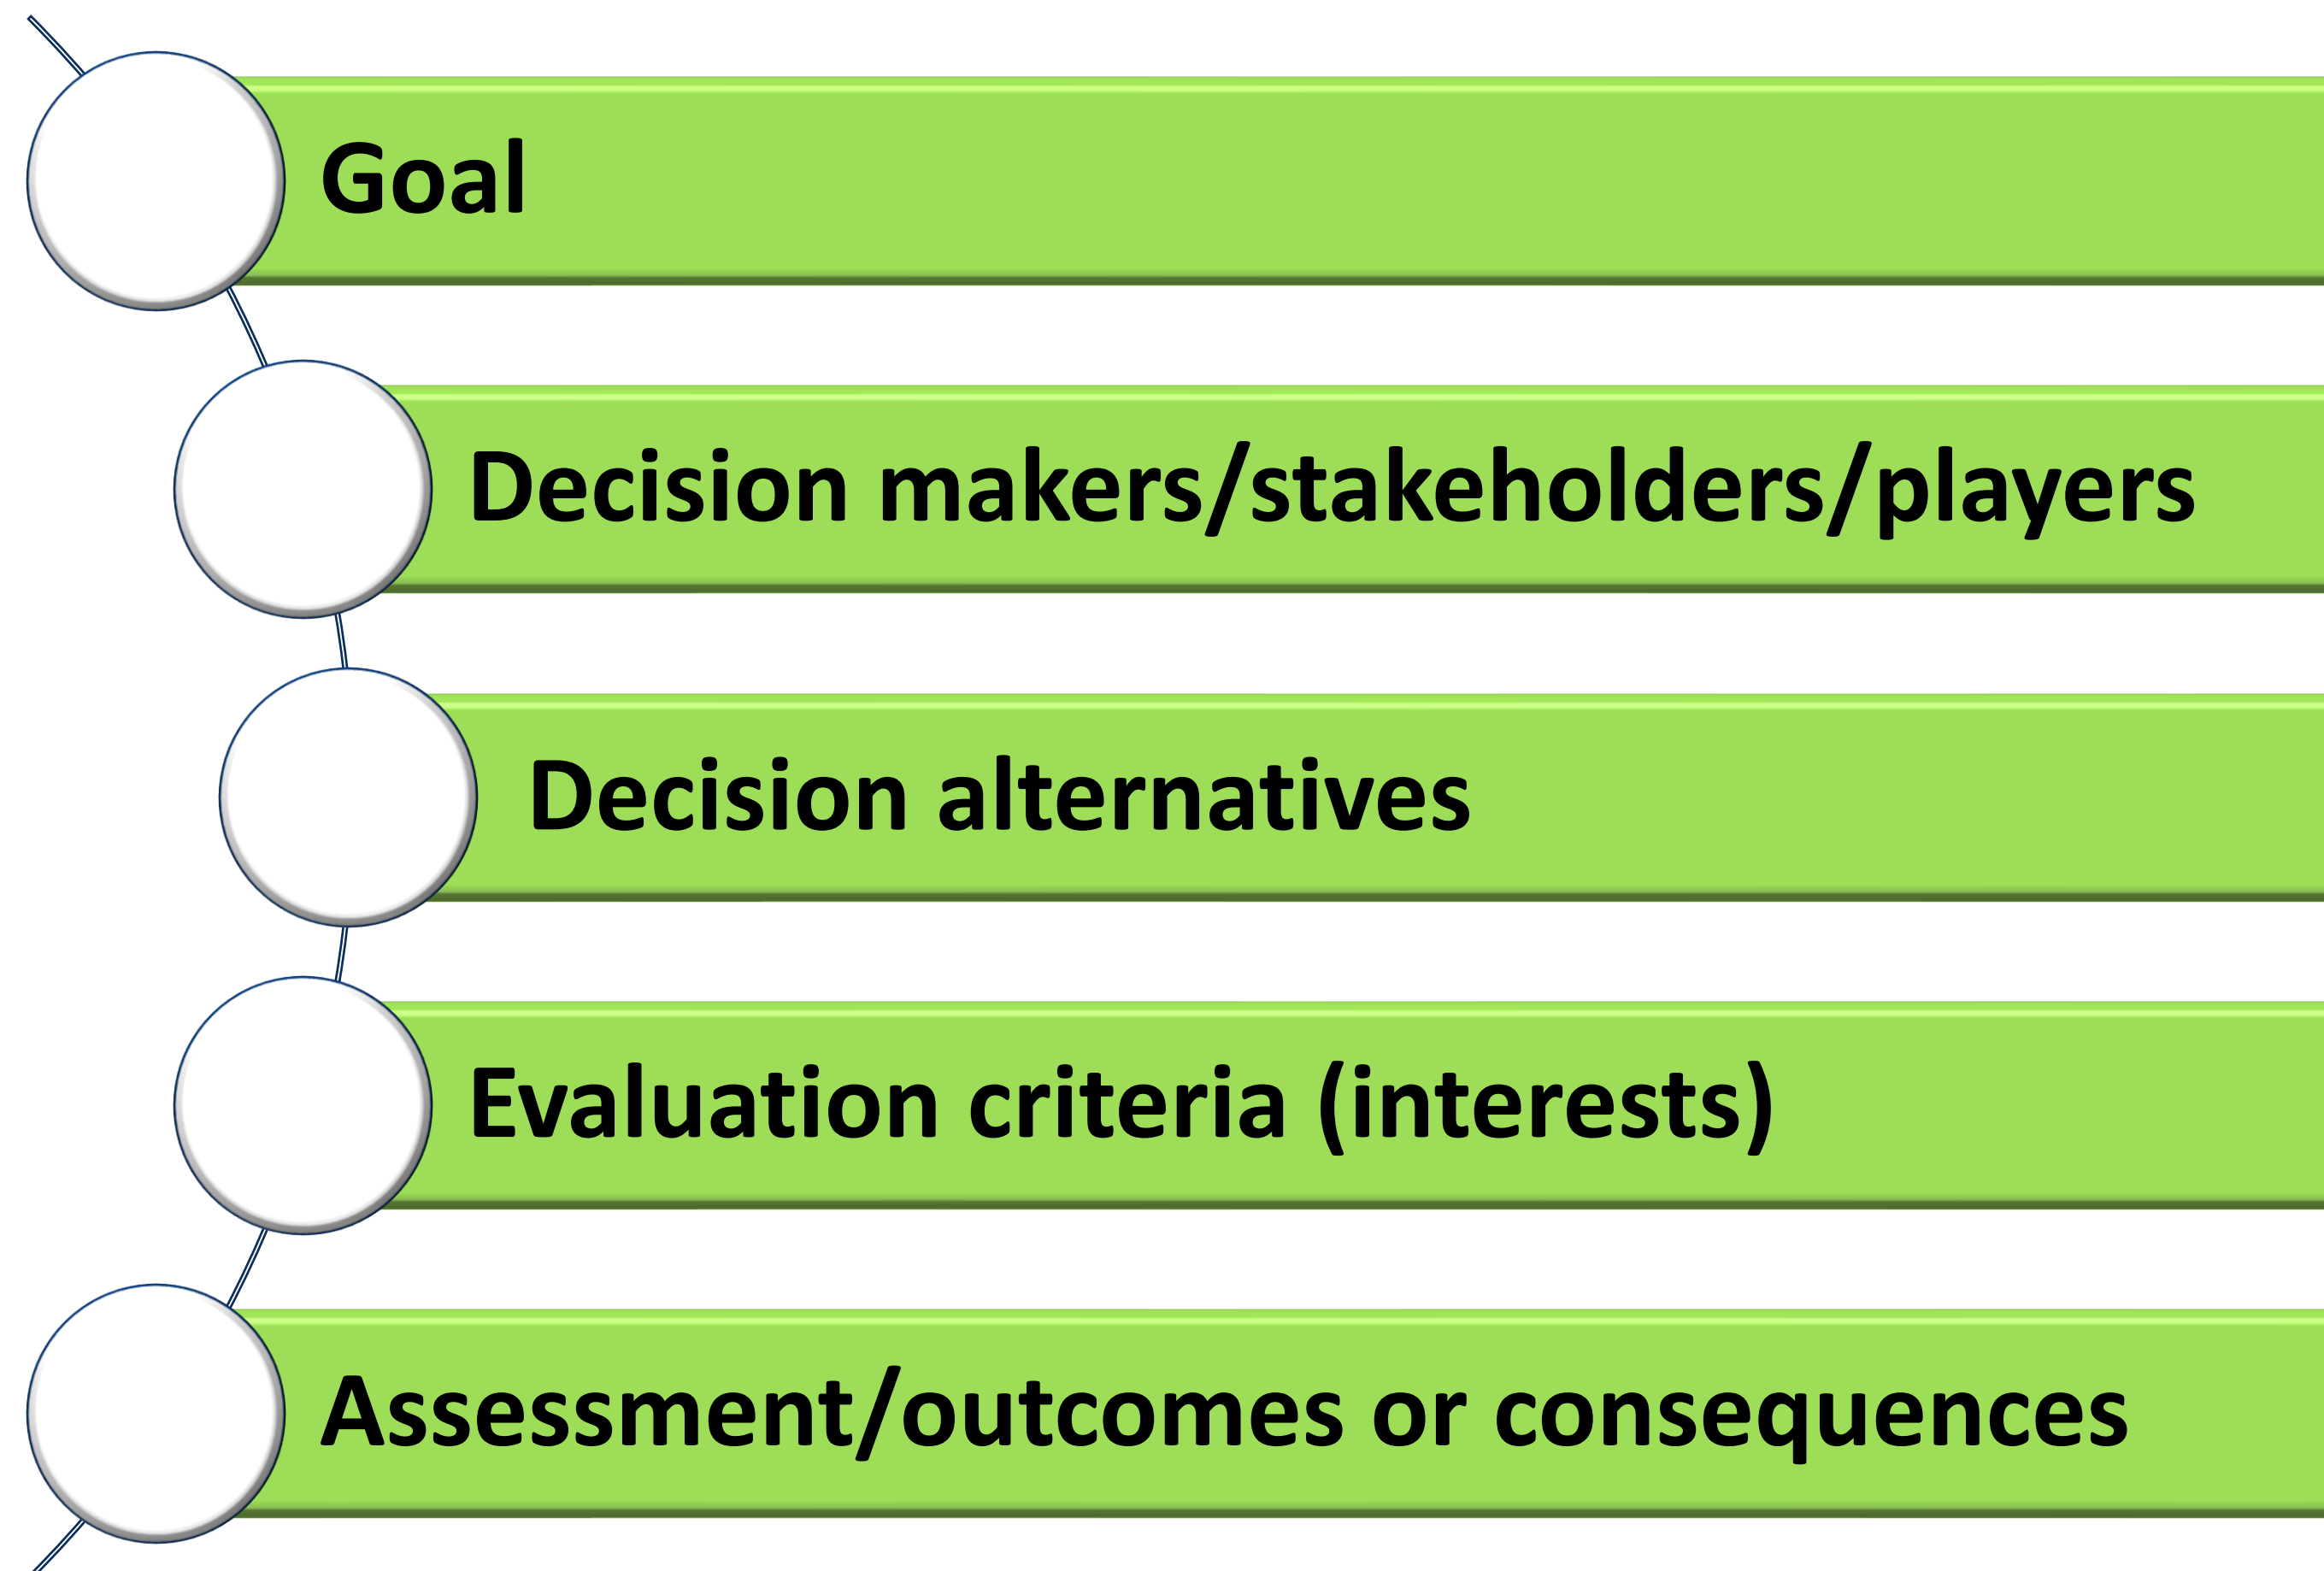 Goal
Decision makers/stakeholders/players
Decision alternatives
Evaluation criteria (interests)
Assessment/outcomes or consequences